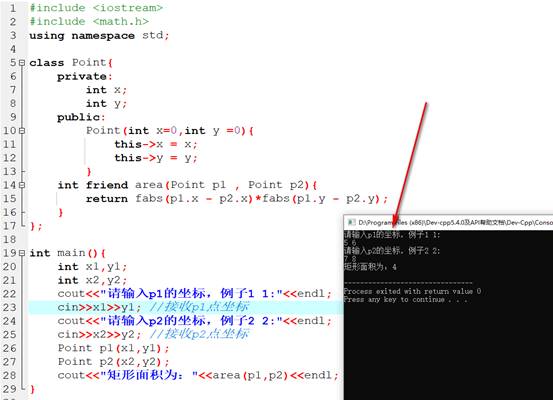 1 #include <iostream>
2 #include <math.h>
3 using namespace std;
4
5 class Point{
6 private:
7 int x;
8 int y;
9 public:
10 Point(int x=0,int y =0){
11 this->x = x;
12 this->y = y;
13 }
14 int friend area(Point p1 , Point p2){
15 return fabs(p1.x - p2.x)*fabs(p1.y - p2.y);
16 }
17 };
18
19 int main(){
20 int x1,y1;
21 int x2,y2;
22 cout<<"请输入p1的坐标，例子1 1:"<<endl;
23 cin>>x1>>y1; //接收p1点坐标
24 cout<<"请输入p2的坐标，例子2 2:"<<endl;
25 cin>>x2>>y2; //接收p2点坐标
26 Point p1(x1,y1);
27 Point p2(x2,y2);
28 cout<<"矩形面积为："<<area(p1,p2)<<endl;
29 }
D:\Program Files (x86)\Dev-cpp5.4.0及API帮助文档\Dev-Cpp\Conso
请输入p1的坐标，例子1 1:
5 6
请输入p2的坐标，例子2 2:
7 8
矩形面积为：4
--------------------------------
Process exited with return value 0
Press any key to continue . . .